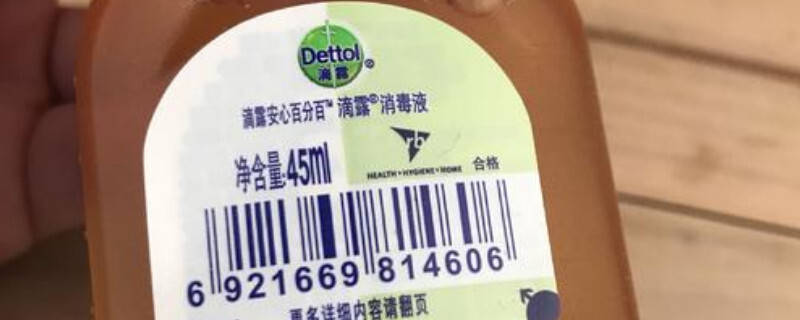 Dettol
滴露®
滴露安心百分百™ 滴露®消毒液
净含量:45ml
rb
HEALTH • HYGIENE • HOME 合格
6 921669 814606
更多详细内容请翻页